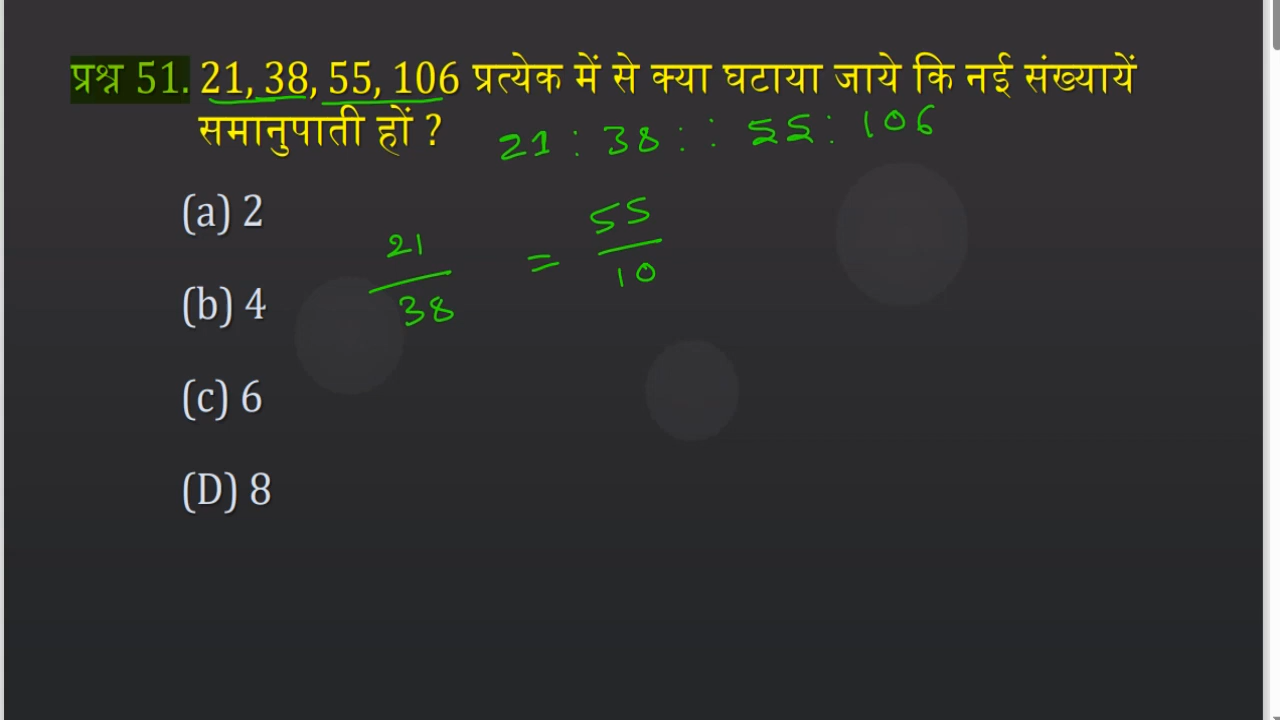 प्रश्न 51. 21, 38, 55, 106 प्रत्येक में से क्या घटाया जाये कि नई संख्यायें
समानुपाती हों ?
21 : 38 : : 55 : 106
(a) 2
21
38
=
55
10
(b) 4
(c) 6
(D) 8